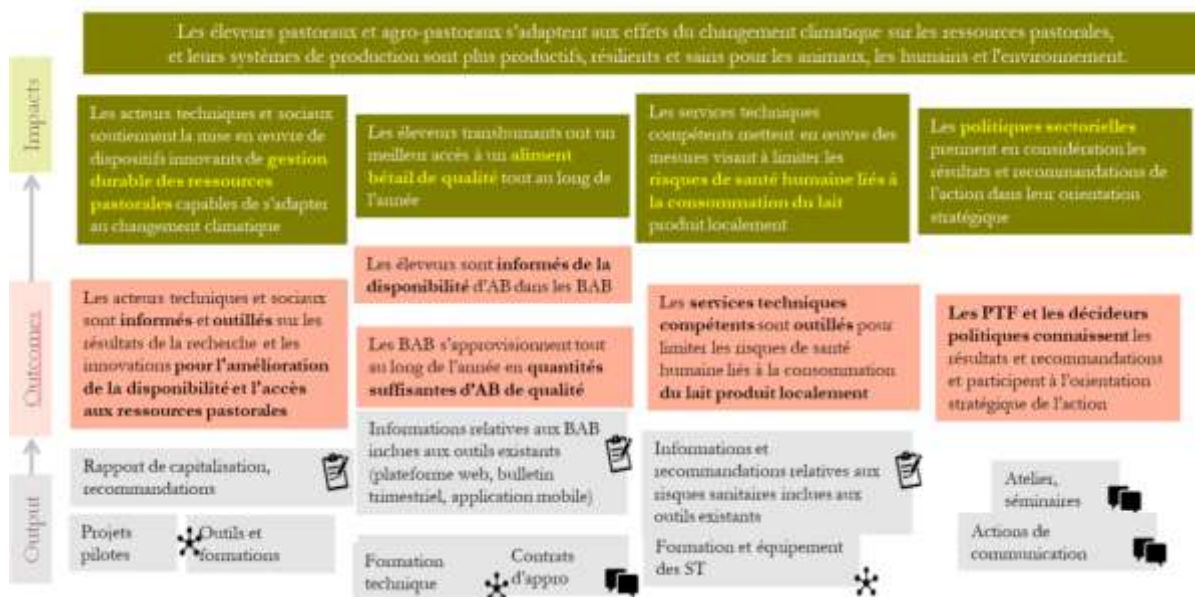 Les éleveurs pastoraux et agro-pastoraux s'adaptent aux effets du changement climatique sur les ressources pastorales,
et leurs systèmes de production sont plus productifs, résilients et sains pour les animaux, les humains et l'environnement.
Impacts
Les acteurs techniques et sociaux
soutiennent la mise en œuvre de
dispositifs innovants de gestion
durable des ressources
pastorales capables de s'adapter
au changement climatique
Les éleveurs transhumants ont un
meilleur accès à un aliment
bétail de qualité tout au long de
l'année
Les services techniques
compétents mettent en œuvre des
mesures visant à limiter les
risques de santé humaine liés à
la consommation du lait
produit localement
Les politiques sectorielles
prennent en considération les
résultats et recommandations de
l'action dans leur orientation
stratégique
Outcomes
Les acteurs techniques et sociaux
sont informés et outillés sur les
résultats de la recherche et les
innovations pour l'amélioration
de la disponibilité et l'accès
aux ressources pastorales
Les éleveurs sont informés de la
disponibilité d'AB dans les BAB
Les BAB s'approvisionnent tout
au long de l'année en quantités
suffisantes d'AB de qualité
Les services techniques
compétents sont outillés pour
limiter les risques de santé
humaine liés à la consommation
du lait produit localement
Les PTF et les décideurs
politiques connaissent les
résultats et recommandations
et participent à l'orientation
stratégique de l'action
Output
Rapport de capitalisation,
recommandations
Projets
pilotes
Outils et
formations
Informations relatives aux BAB
inclues aux outils existants
(plateforme web, bulletin
trimestriel, application mobile)
Formation
technique
Contrats
d'appro
Informations et
recommandations relatives aux
risques sanitaires inclues aux
outils existants
Formation et équipement
des ST
Atelier,
séminaires
Actions de
communication